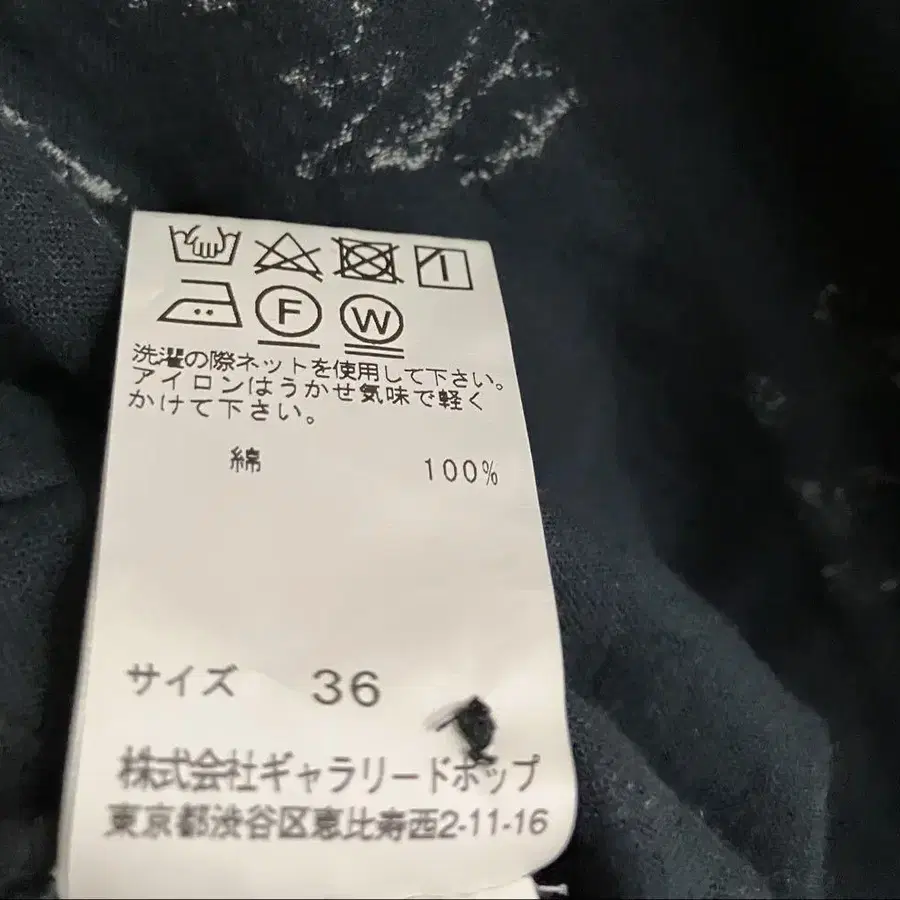 F W
洗濯の際ネットを使用して下さい。
アイロンはうかせ気味で軽く
かけて下さい。
綿 100%
サイズ 36
株式会社ギャラリードポップ
東京都渋谷区恵比寿西2-11-16